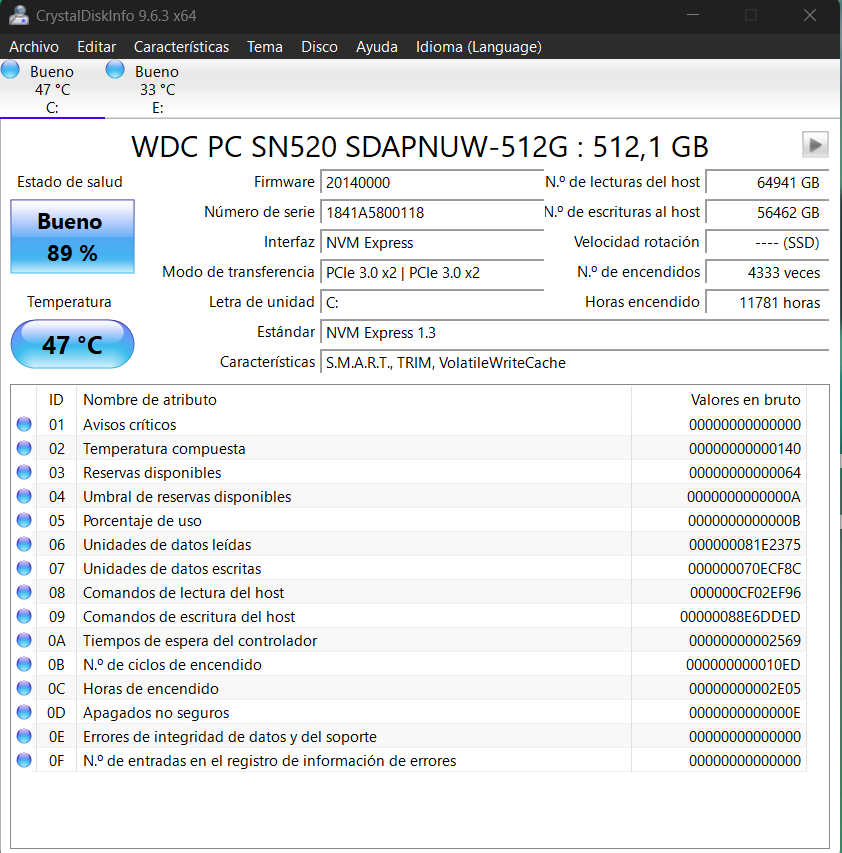 CrystalDiskInfo 9.6.3 x64
Archivo Editar Características Tema Disco Ayuda Idioma (Language)
Bueno Bueno
47 °C 33 °C
C: E:
WDC PC SN520 SDAPNUW-512G : 512,1 GB
Estado de salud
Bueno
89 %
Temperatura
47 °C
Firmware 20140000 N.º de lecturas del host 64941 GB
Número de serie 1841A5800118 N.º de escrituras al host 56462 GB
Interfaz NVM Express Velocidad rotación ---- (SSD)
Modo de transferencia PCIe 3.0 x2 | PCIe 3.0 x2 N.º de encendidos 4333 veces
Letra de unidad C: Horas encendido 11781 horas
Estándar NVM Express 1.3
Características S.M.A.R.T., TRIM, VolatileWriteCache
ID Nombre de atributo Valores en bruto
01 Avisos críticos 00000000000000
02 Temperatura compuesta 00000000000140
03 Reservas disponibles 00000000000064
04 Umbral de reservas disponibles 0000000000000A
05 Porcentaje de uso 0000000000000B
06 Unidades de datos leídas 000000081E2375
07 Unidades de datos escritas 000000070ECF8C
08 Comandos de lectura del host 000000CF02EF96
09 Comandos de escritura del host 00000088E6DDED
0A Tiempos de espera del controlador 00000000002569
0B N.º de ciclos de encendido 000000000010ED
0C Horas de encendido 00000000002E05
0D Apagados no seguros 0000000000000E
0E Errores de integridad de datos y del soporte 00000000000000
0F N.º de entradas en el registro de información de errores 00000000000000